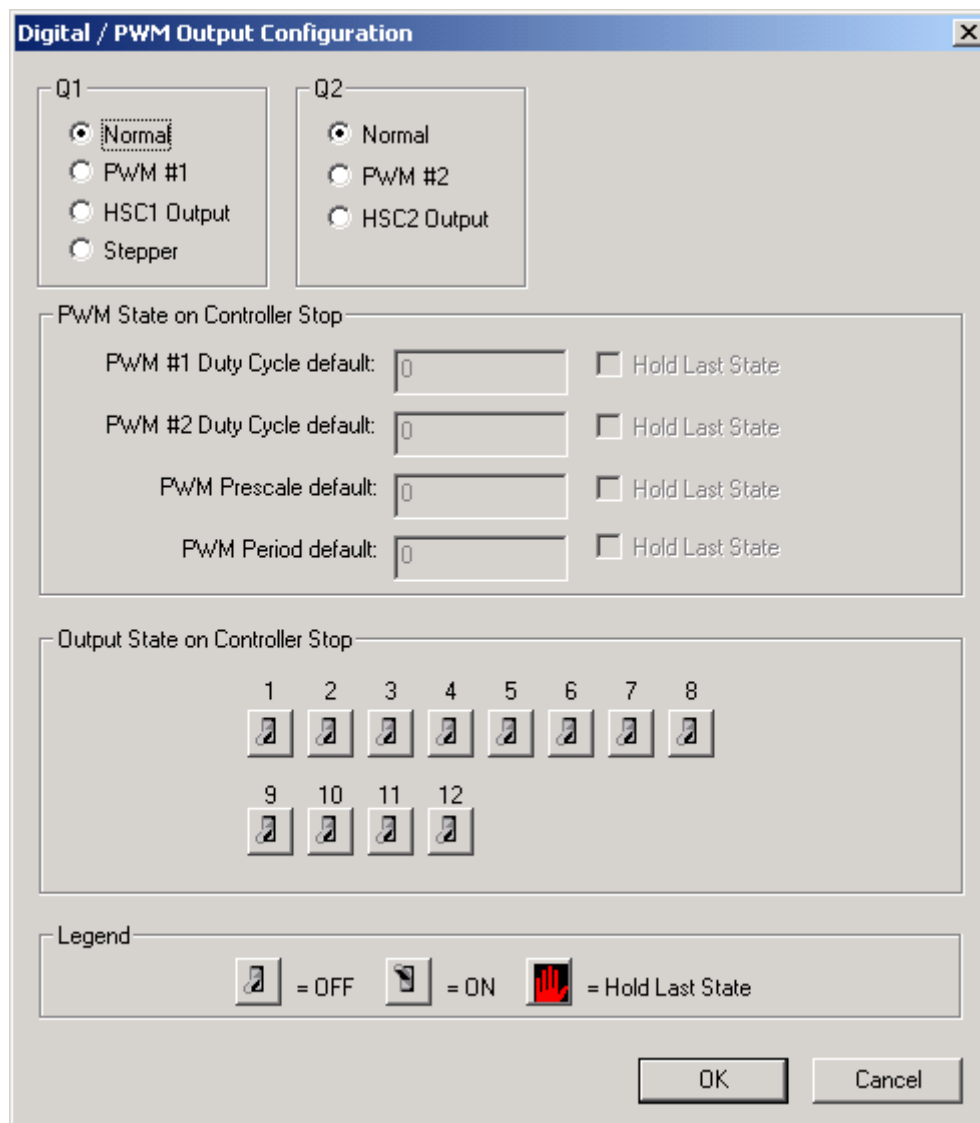 Digital / PWM Output Configuration
Q1
Normal
PWM #1
HSC1 Output
Stepper
Q2
Normal
PWM #2
HSC2 Output
PWM State on Controller Stop
PWM #1 Duty Cycle default: 0 Hold Last State
PWM #2 Duty Cycle default: 0 Hold Last State
PWM Prescale default: 0 Hold Last State
PWM Period default: 0 Hold Last State
Output State on Controller Stop
1 2 3 4 5 6 7 8
9 10 11 12
Legend
= OFF = ON = Hold Last State
OK Cancel